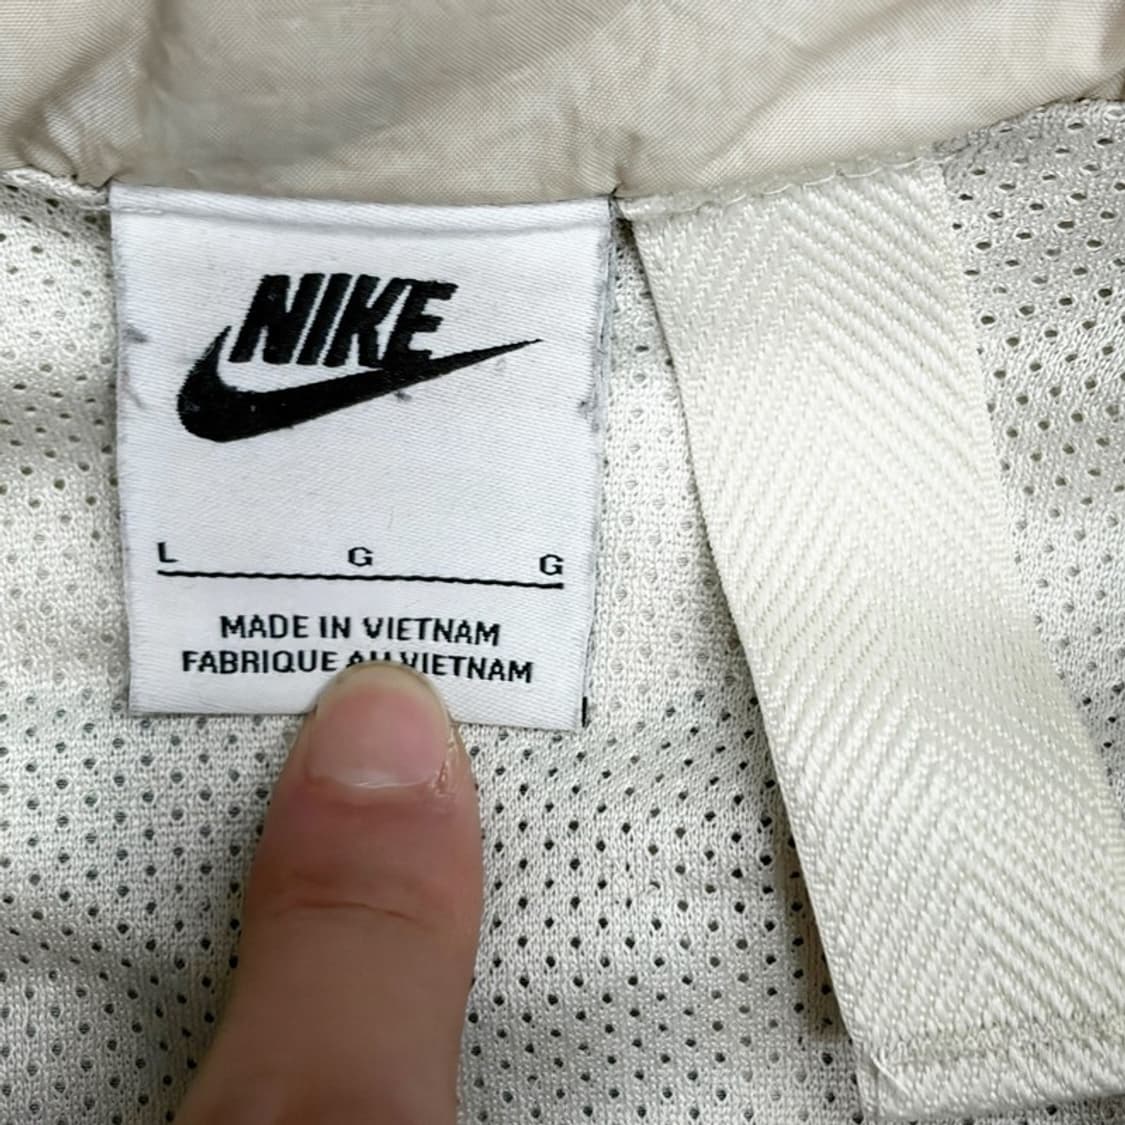 NIKE
L G G
MADE IN VIETNAM
FABRIQUE AU VIETNAM